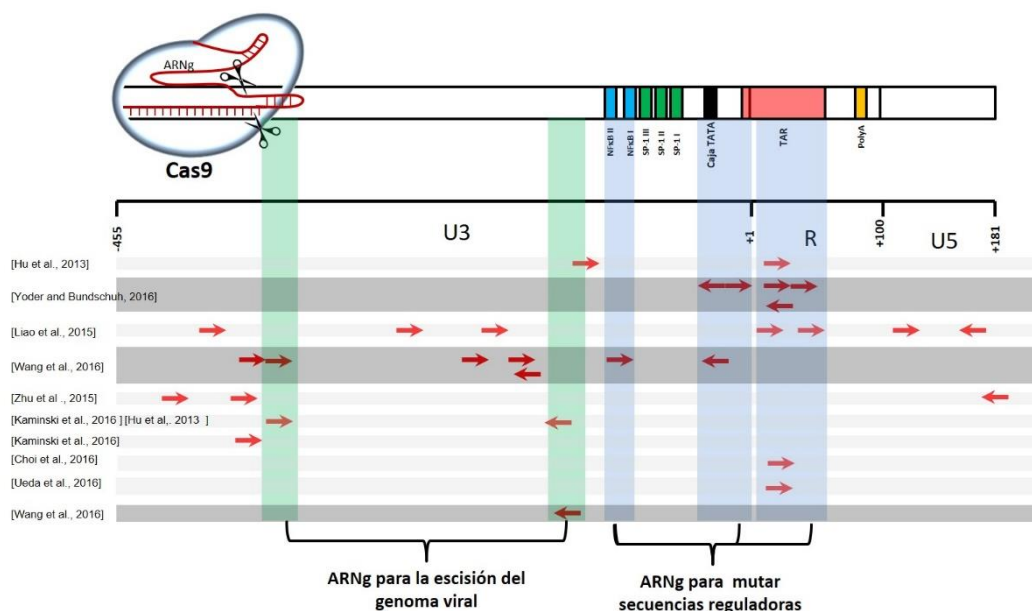 ARNg
Cas9
NFκB II
NFκB I
SP-1 III
SP-1 II
SP-1 I
Caja TATA
TAR
PolyA
-455
U3
+1
R
+100
U5
+181
[Hu et al., 2013]
[Yoder and Bundschuh, 2016]
[Liao et al., 2015]
[Wang et al., 2016]
[Zhu et al ., 2015]
[Kaminski et al., 2016 ] [Hu et al,. 2013 ]
[Kaminski et al., 2016]
[Choi et al., 2016]
[Ueda et al., 2016]
[Wang et al., 2016]
ARNg para la escisión del
genoma viral
ARNg para mutar
secuencias reguladoras